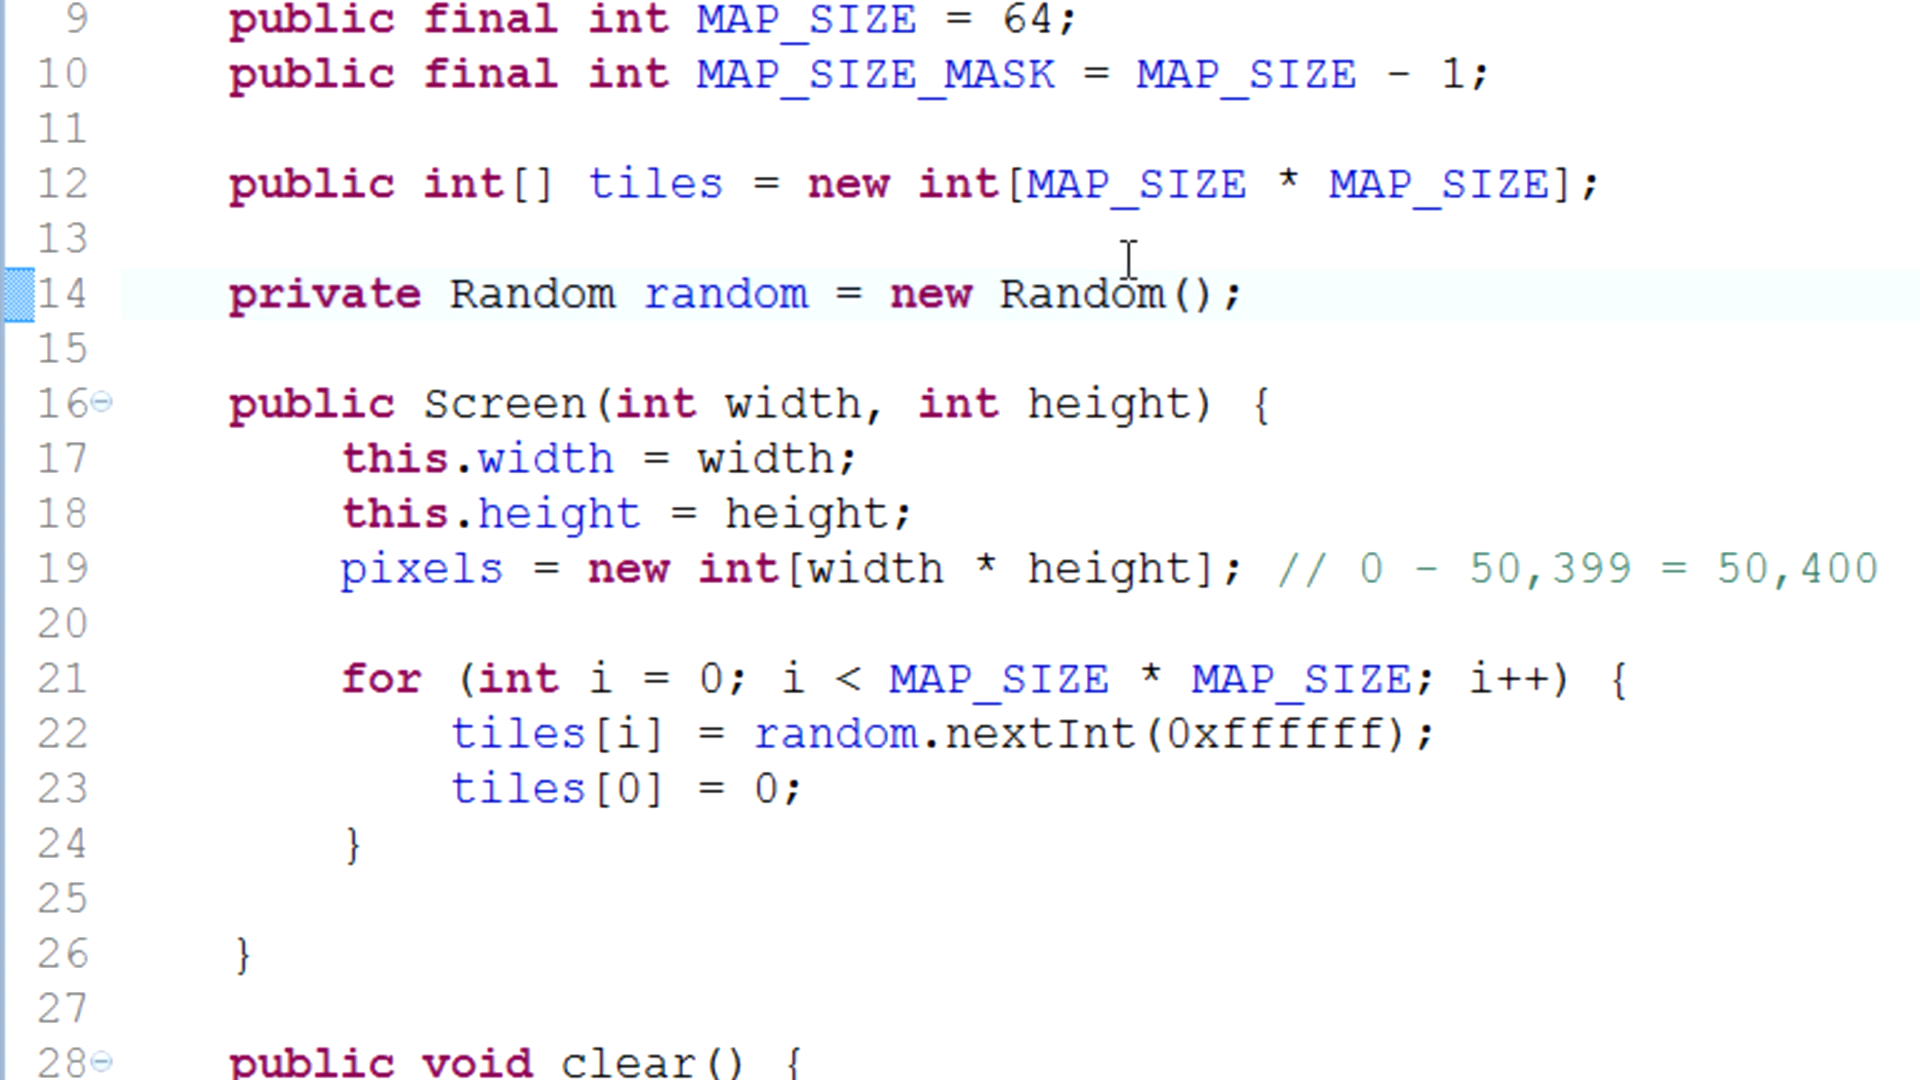 9 public final int MAP_SIZE = 64;
10 public final int MAP_SIZE_MASK = MAP_SIZE - 1;
11
12 public int[] tiles = new int[MAP_SIZE * MAP_SIZE];
13
14 private Random random = new Random();
15
16 public Screen(int width, int height) {
17 this.width = width;
18 this.height = height;
19 pixels = new int[width * height]; // 0 - 50,399 = 50,400
20
21 for (int i = 0; i < MAP_SIZE * MAP_SIZE; i++) {
22 tiles[i] = random.nextInt(0xffffff);
23 tiles[0] = 0;
24 }
25
26 }
27
28 public void clear() {